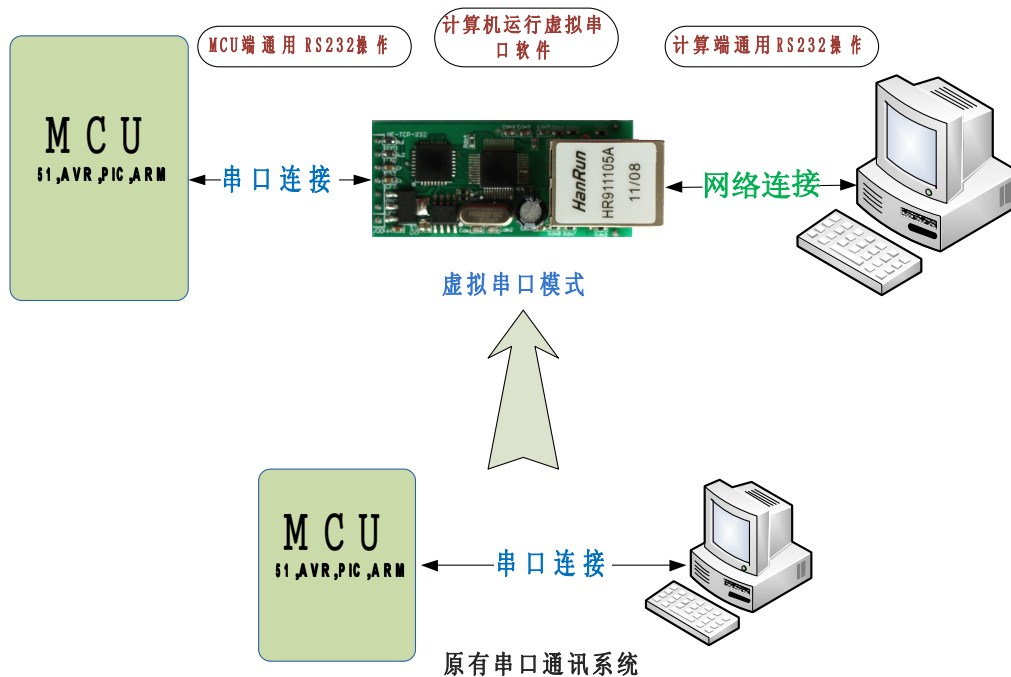 MCU端通用RS232操作
计算机运行虚拟串
口软件
计算端通用RS232操作
MCU
51,AVR,PIC,ARM
串口连接
HE-TCP-232
HanRun
HR911105A
11/08
网络连接
虚拟串口模式
MCU
51,AVR,PIC,ARM
串口连接
原有串口通讯系统